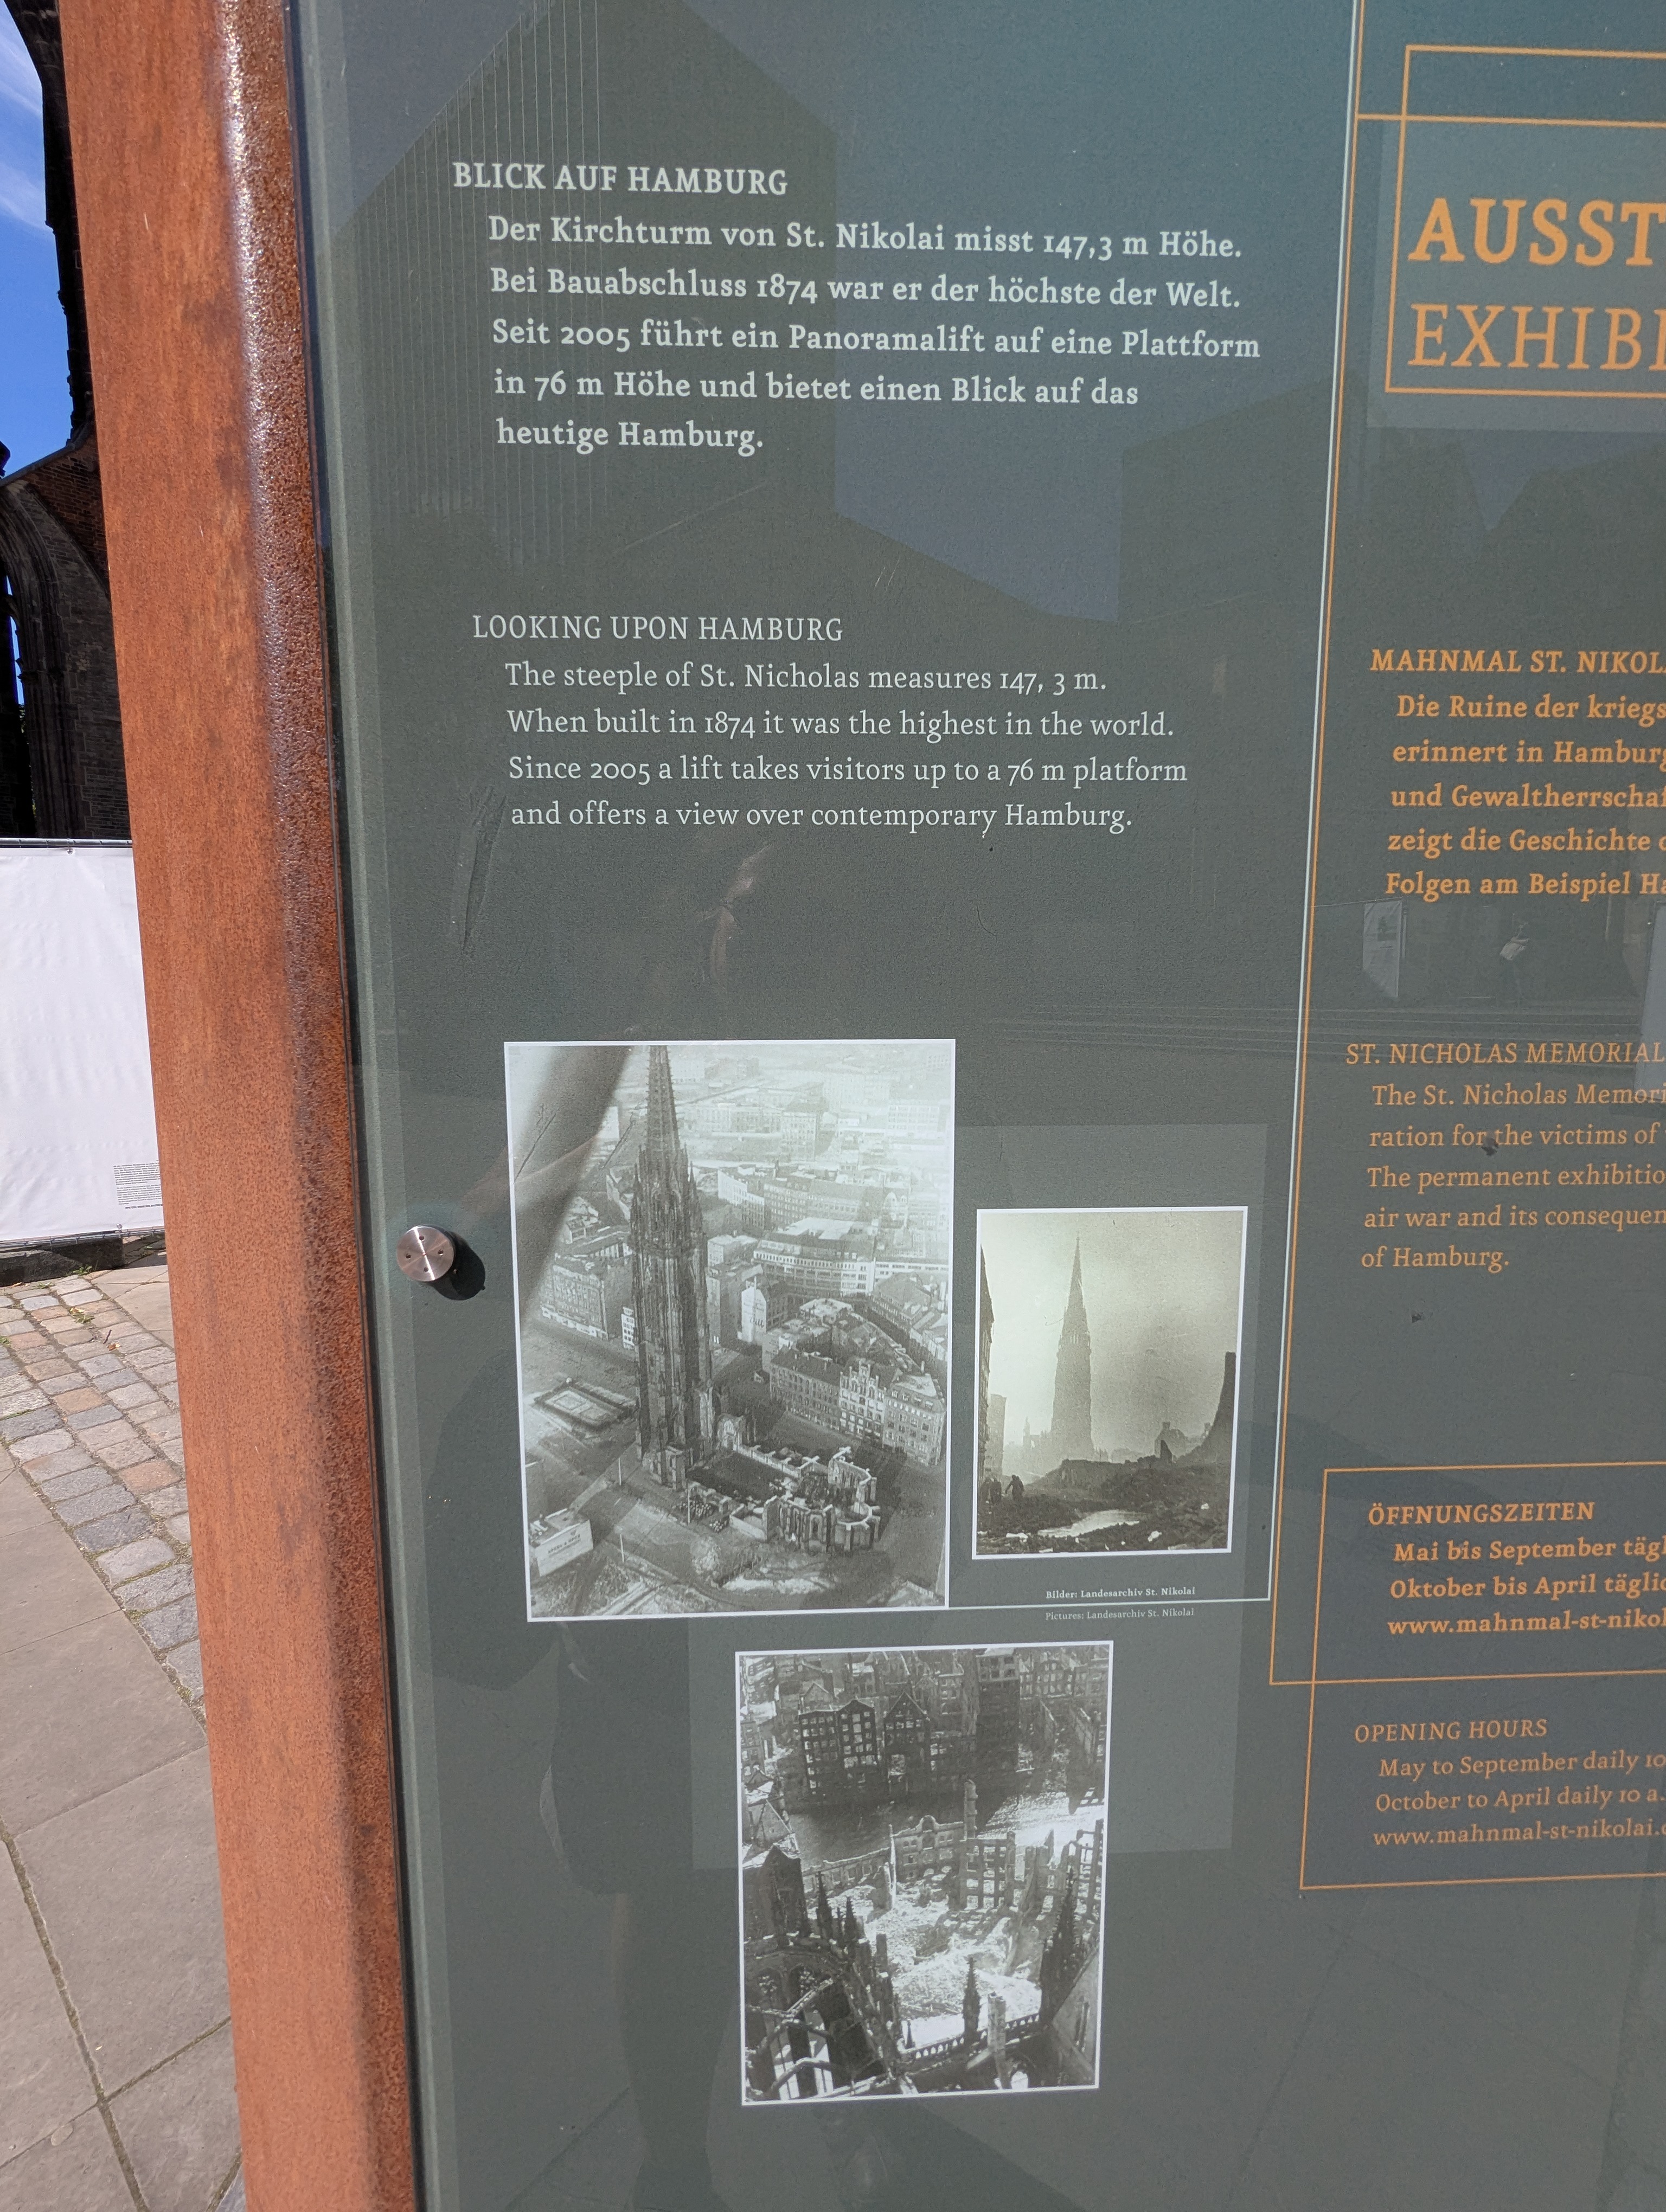 BLICK AUF HAMBURG
Der Kirchturm von St. Nikolai misst 147,3 m Höhe.
Bei Bauabschluss 1874 war er der höchste der Welt.
Seit 2005 führt ein Panoramalift auf eine Plattform
in 76 m Höhe und bietet einen Blick auf das
heutige Hamburg.
LOOKING UPON HAMBURG
The steeple of St. Nicholas measures 147, 3 m.
When built in 1874 it was the highest in the world.
Since 2005 a lift takes visitors up to a 76 m platform
and offers a view over contemporary Hamburg.
Bilder: Landesarchiv St. Nikolai
Pictures: Landesarchiv St. Nikolai
AUSST
EXHIBI
MAHNMAL ST. NIKOL
Die Ruine der kriegs
erinnert in Hamburg
und Gewaltherrschaf
zeigt die Geschichte d
Folgen am Beispiel Ha
ST. NICHOLAS MEMORIAL
The St. Nicholas Memori
ration for the victims of
The permanent exhibitio
air war and its consequen
of Hamburg.
ÖFFNUNGSZEITEN
Mai bis September tägl
Oktober bis April täglic
www.mahnmal-st-nikol
OPENING HOURS
May to September daily 10
October to April daily 10 a.
www.mahnmal-st-nikolai.